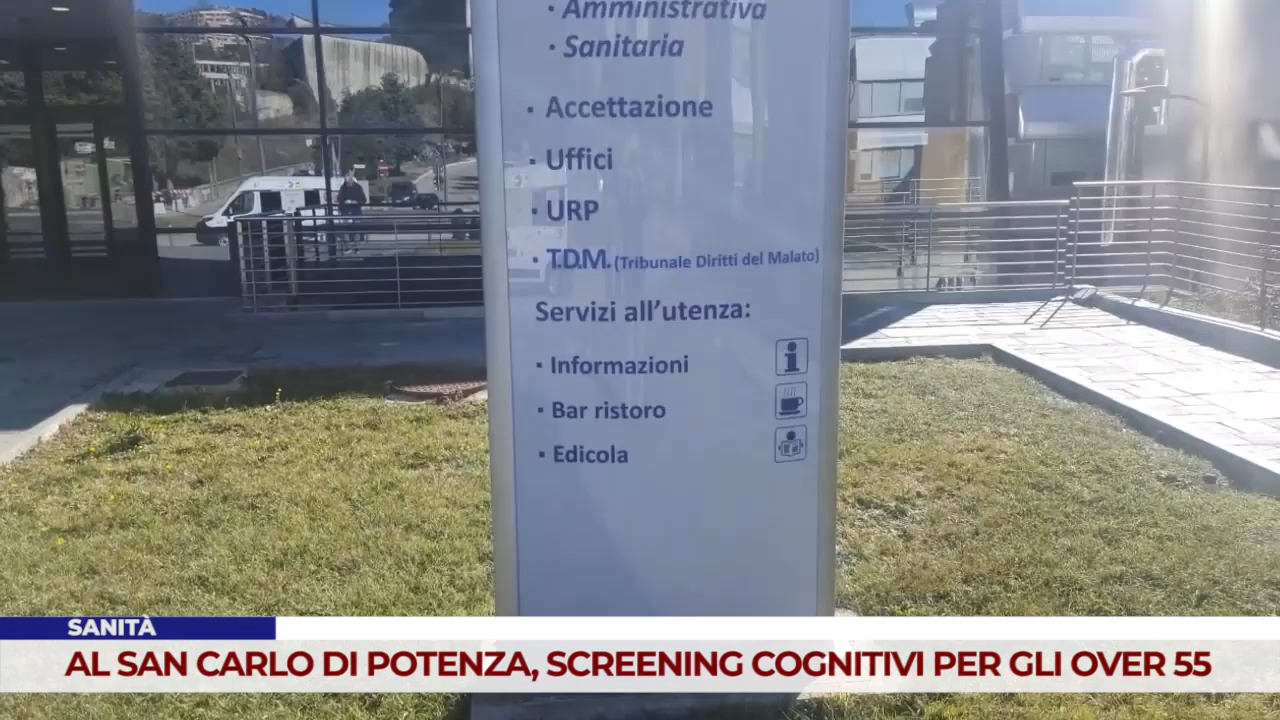 · Amministrativa
· Sanitaria
· Accettazione
· Uffici
· URP
· T.D.M. (Tribunale Diritti del Malato)
Servizi all'utenza:
· Informazioni
· Bar ristoro
· Edicola
SANITÀ
AL SAN CARLO DI POTENZA, SCREENING COGNITIVI PER GLI OVER 55